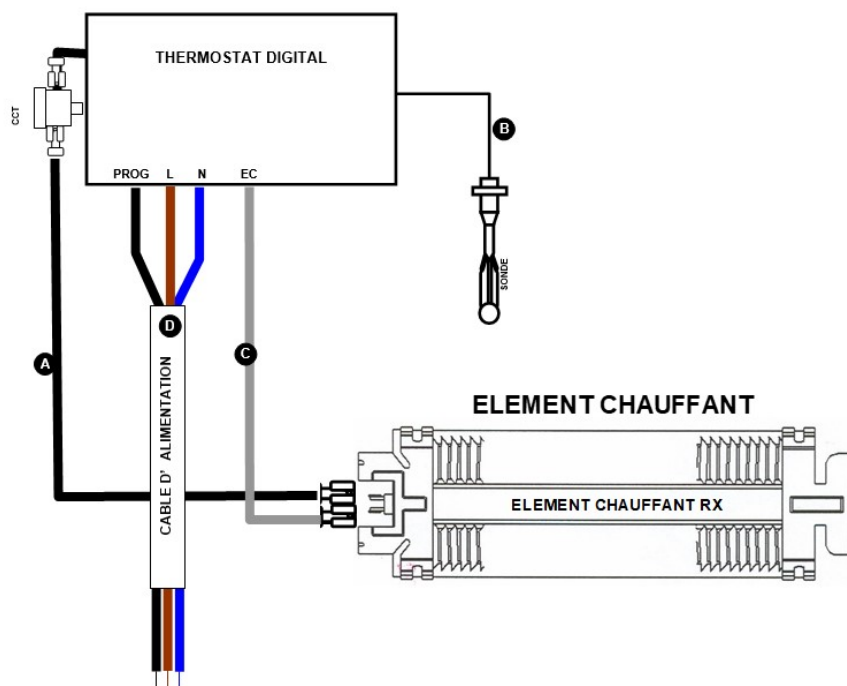 THERMOSTAT DIGITAL
CCT
PROG L N EC
B
SONDE
D
A
C
CABLE D' ALIMENTATION
ELEMENT CHAUFFANT
ELEMENT CHAUFFANT RX